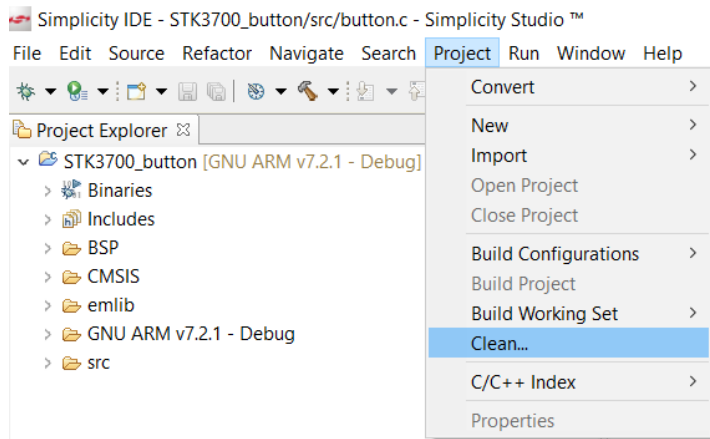 Simplicity IDE - STK3700_button/src/button.c - Simplicity Studio ™
File Edit Source Refactor Navigate Search Project Run Window Help
Project Explorer
STK3700_button [GNU ARM v7.2.1 - Debug]
Binaries
Includes
BSP
CMSIS
emlib
GNU ARM v7.2.1 - Debug
src
Convert
New
Import
Open Project
Close Project
Build Configurations
Build Project
Build Working Set
Clean...
C/C++ Index
Properties